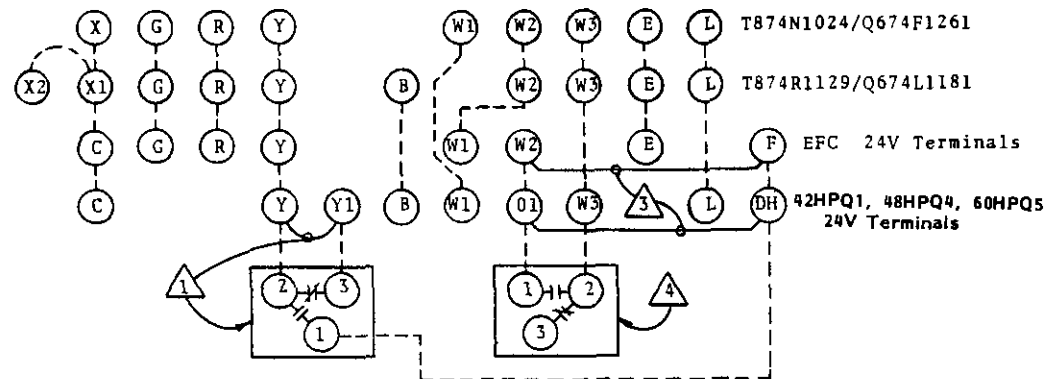 X G R Y W1 W2 W3 E L T874N1024/Q674F1261
X2 X1 G R Y B W2 W3 E L T874R1129/Q674L1181
C G R Y W1 W2 E F EFC 24V Terminals
C Y Y1 B W1 O1 W3 3 L DH 42HPQ1, 48HPQ4, 60HPQ5
24V Terminals
1 2 3 1 2 4
1 3